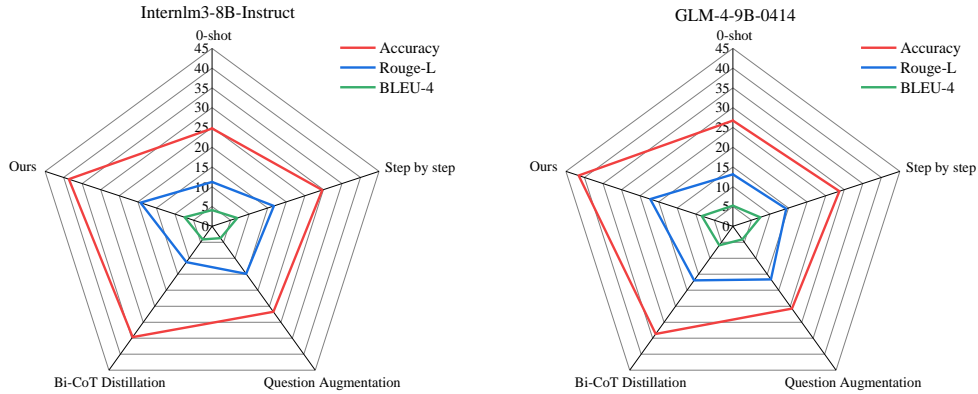 Internlm3-8B-Instruct
0-shot
45
40
35
30
25
20
15
10
5
0
Accuracy
Rouge-L
BLEU-4
Ours
Step by step
Bi-CoT Distillation
Question Augmentation
GLM-4-9B-0414
0-shot
45
40
35
30
25
20
15
10
5
0
Accuracy
Rouge-L
BLEU-4
Ours
Step by step
Bi-CoT Distillation
Question Augmentation